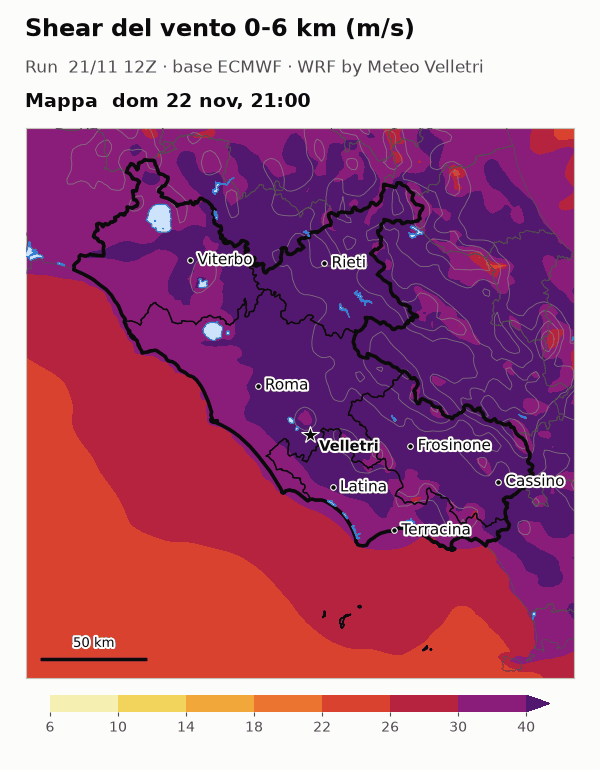 Shear del vento 0-6 km (m/s)
Run  21/11 12Z · base ECMWF · WRF by Meteo Velletri
Mappa  dom 22 nov, 21:00
Viterbo
Rieti
Roma
Velletri
Frosinone
Latina
Cassino
Terracina
50 km
6 10 14 18 22 26 30 40